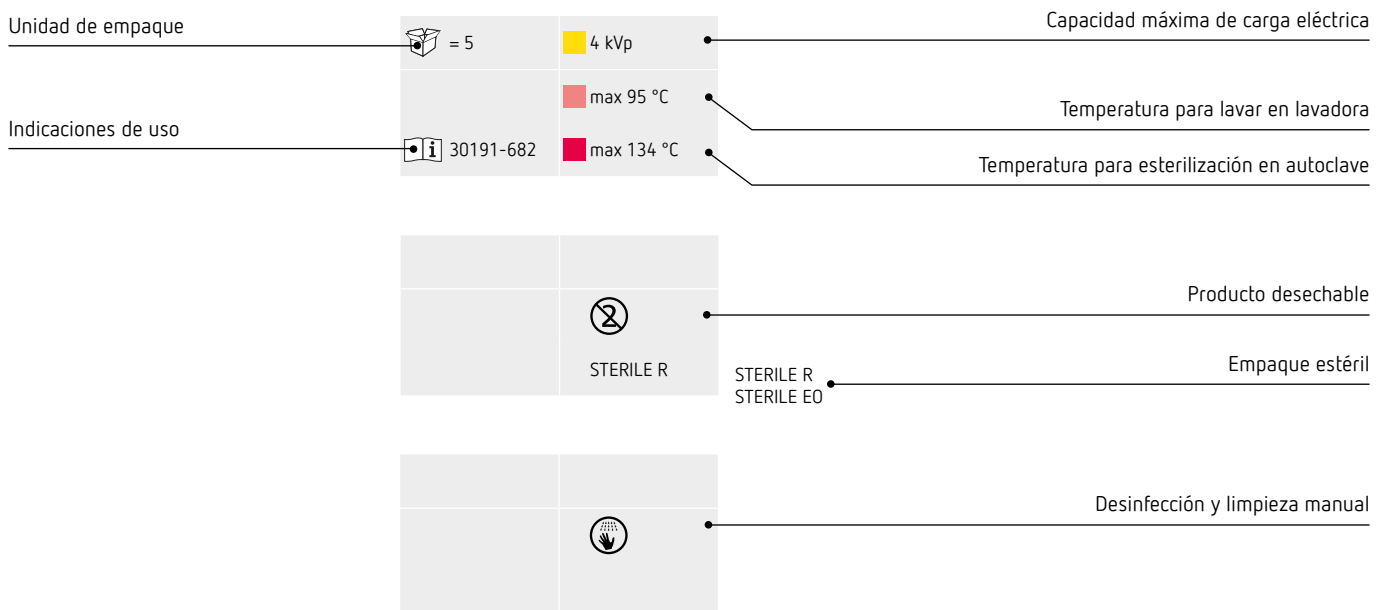 Unidad de empaque
= 5
4 kVp
Capacidad máxima de carga eléctrica
max 95 °C
Temperatura para lavar en lavadora
Indicaciones de uso
i 30191-682
max 134 °C
Temperatura para esterilización en autoclave
2
Producto desechable
STERILE R
STERILE R
STERILE EO
Empaque estéril
Desinfección y limpieza manual